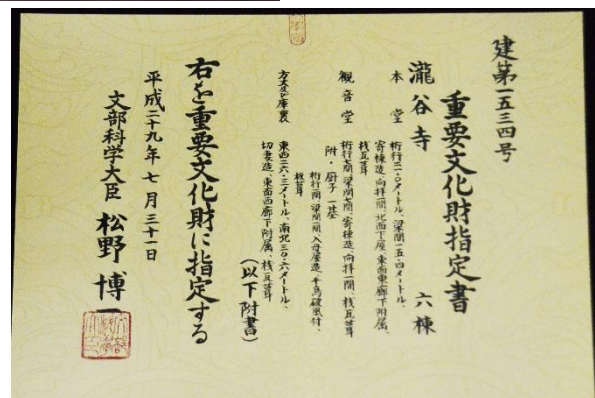 建第一五三四号
重要文化財指定書
瀧谷寺 六棟
本堂
桁行二一・〇メートル、梁間一五・四メートル、
寄棟造、向拝一間、北面下屋、東面東廊下附属、
桟瓦葺
観音堂
桁行七間、梁間七間、寄棟造、向拝一間、桟瓦葺
附・厨子 一基
桁行一間、梁間一間、入母屋造、千鳥破風付、
板葺
方丈及び庫裏
東西二六・三メートル、南北三〇・六メートル、
切妻造、東面西廊下附属、桟瓦葺
(以下附書)
右を重要文化財に指定する
平成二十九年七月三十一日
文部科学大臣 松野博一